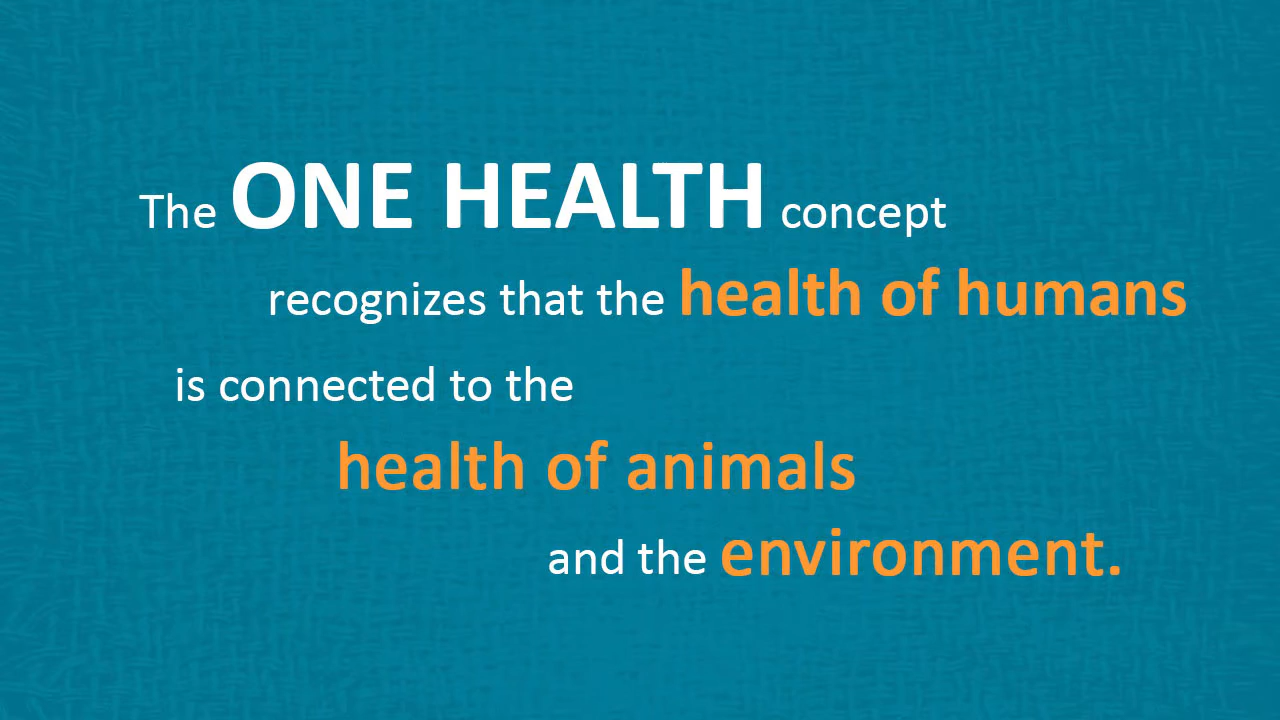 The ONE HEALTH concept
recognizes that the health of humans
is connected to the
health of animals
and the environment.